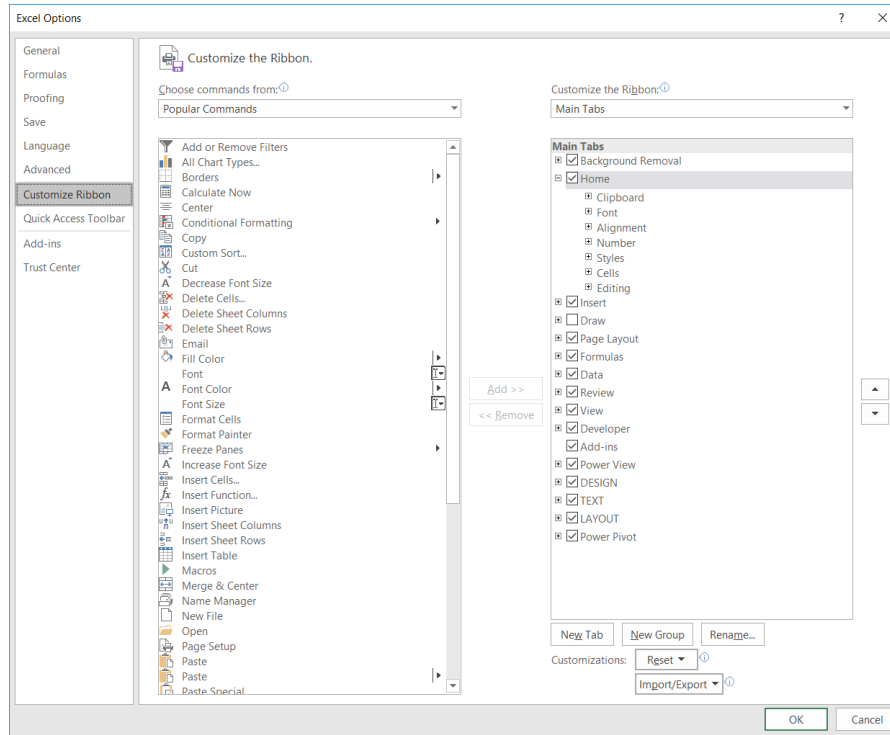 Excel Options
?
General
Formulas
Proofing
Save
Language
Advanced
Customize Ribbon
Quick Access Toolbar
Add-ins
Trust Center
Customize the Ribbon.
Choose commands from:
Popular Commands
Add or Remove Filters
All Chart Types...
Borders
Calculate Now
Center
Conditional Formatting
Copy
Custom Sort...
Cut
Decrease Font Size
Delete Cells...
Delete Sheet Columns
Delete Sheet Rows
Email
Fill Color
Font
Font Color
Font Size
Format Cells
Format Painter
Freeze Panes
Increase Font Size
Insert Cells...
Insert Function...
Insert Picture
Insert Sheet Columns
Insert Sheet Rows
Insert Table
Macros
Merge & Center
Name Manager
New File
Open
Page Setup
Paste
Paste
Paste Special
Add >>
<< Remove
Customize the Ribbon:
Main Tabs
Main Tabs
Background Removal
Home
Clipboard
Font
Alignment
Number
Styles
Cells
Editing
Insert
Draw
Page Layout
Formulas
Data
Review
View
Developer
Add-ins
Power View
DESIGN
TEXT
LAYOUT
Power Pivot
New Tab
New Group
Rename...
Customizations:
Reset
Import/Export
OK
Cancel